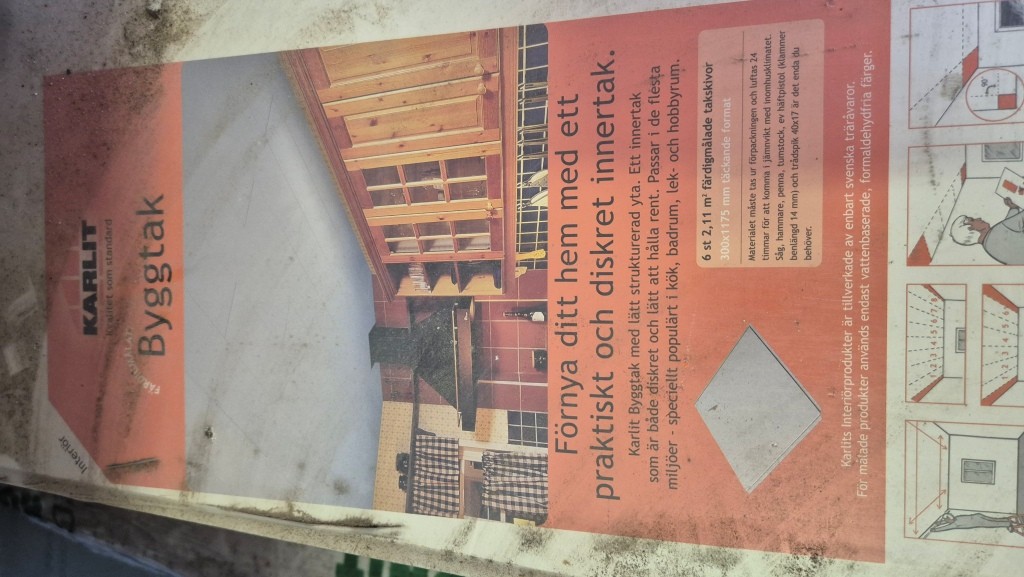 Interiör
KARLIT
byggilet som standard
Byggtak
Förnya ditt hem med ett
praktiskt och diskret innertak.
Karlit Byggtak med lätt strukturerad yta. Ett innertak
som är både diskret och lätt att hålla rent. Passar i de flesta
miljöer - speciellt populärt i kök, badrum, lek- och hobbyrum.
6 st 2,11 m² färdigmålade takskivor
300x1175 mm täckande format
Materialet måste tas ur förpackningen och luftas 24
timmar för att komma i jämnvikt med inomhusklimatet.
Såg, hammare, penna, tumstock, ev häftpistol (klammer
benlängd 14 mm) och trådspik 40x17 är det enda du
behöver.
Karlits Interiörprodukter är tillverkade av enbart svenska träråvaror.
För målade produkter används endast vattenbaserade, formaldehydfria färger.